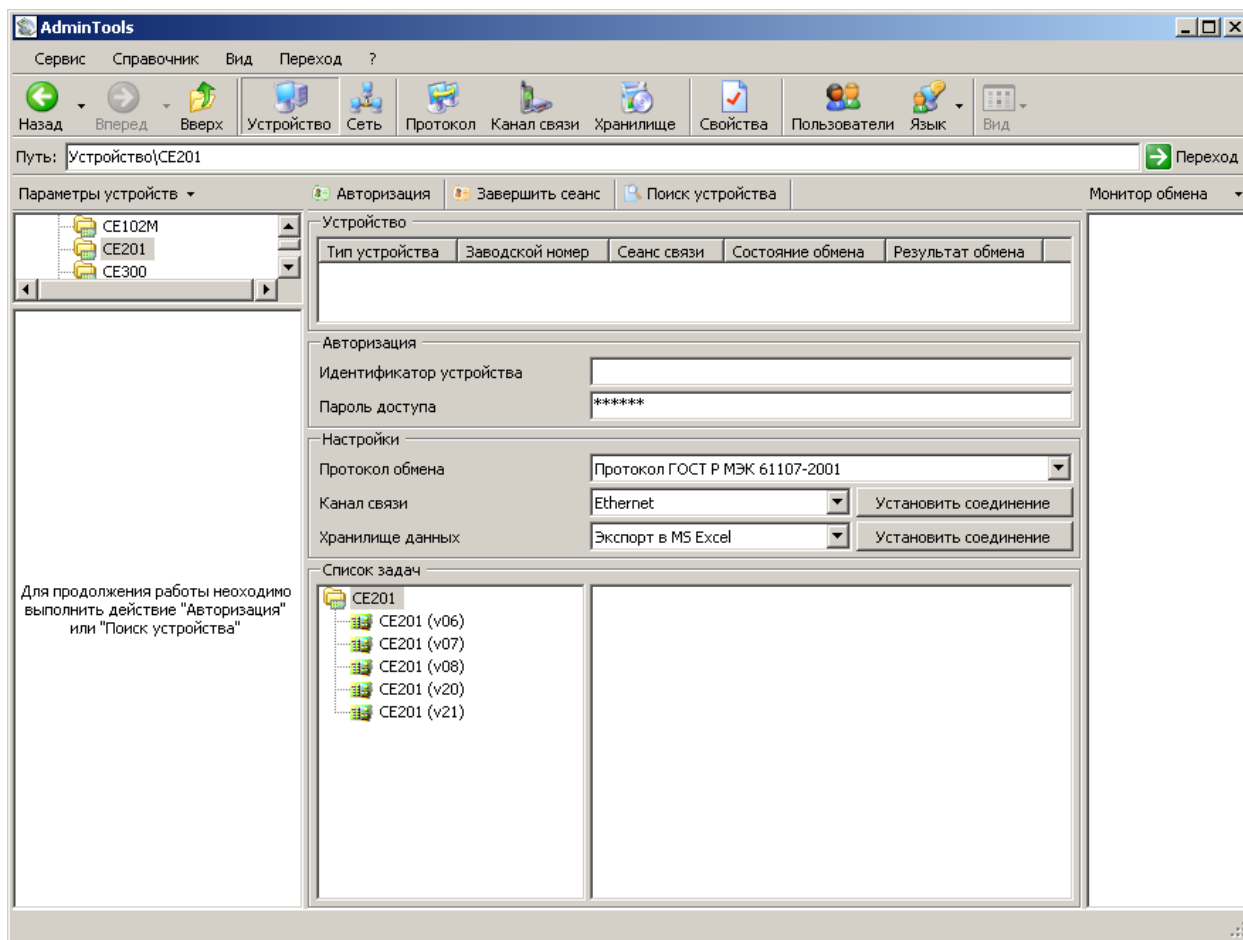 AdminTools
Сервис Справочник Вид Переход ?
Назад Вперед Вверх Устройство Сеть Протокол Канал связи Хранилище Свойства Пользователи Язык Вид
Путь: Устройство\CE201 Переход
Параметры устройств Авторизация Завершить сеанс Поиск устройства Монитор обмена
CE102M
CE201
CE300
Устройство
Тип устройства Заводской номер Сеанс связи Состояние обмена Результат обмена
Авторизация
Идентификатор устройства
Пароль доступа ******
Настройки
Протокол обмена Протокол ГОСТ Р МЭК 61107-2001
Канал связи Ethernet Установить соединение
Хранилище данных Экспорт в MS Excel Установить соединение
Список задач
Для продолжения работы неоходимо
выполнить действие "Авторизация"
или "Поиск устройства"
CE201
CE201 (v06)
CE201 (v07)
CE201 (v08)
CE201 (v20)
CE201 (v21)